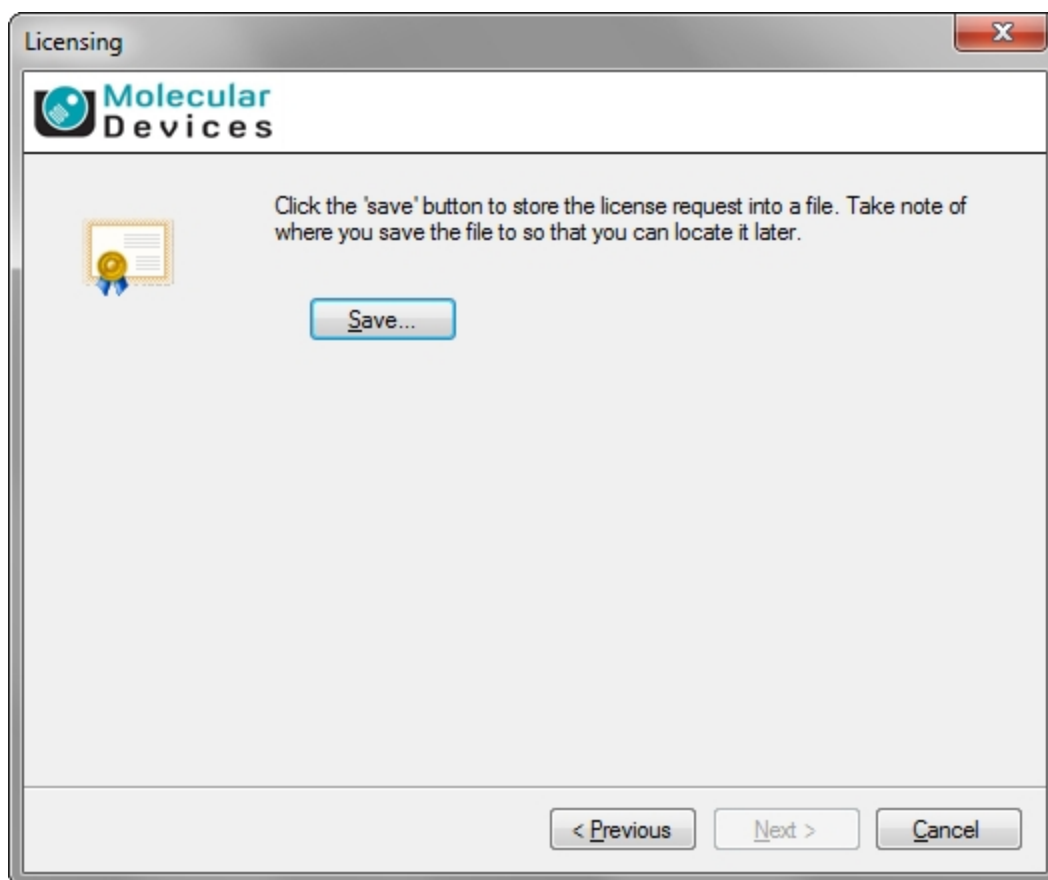 Licensing
Molecular
Devices
Click the 'save' button to store the license request into a file. Take note of
where you save the file to so that you can locate it later.
Save...
< Previous
Next >
Cancel